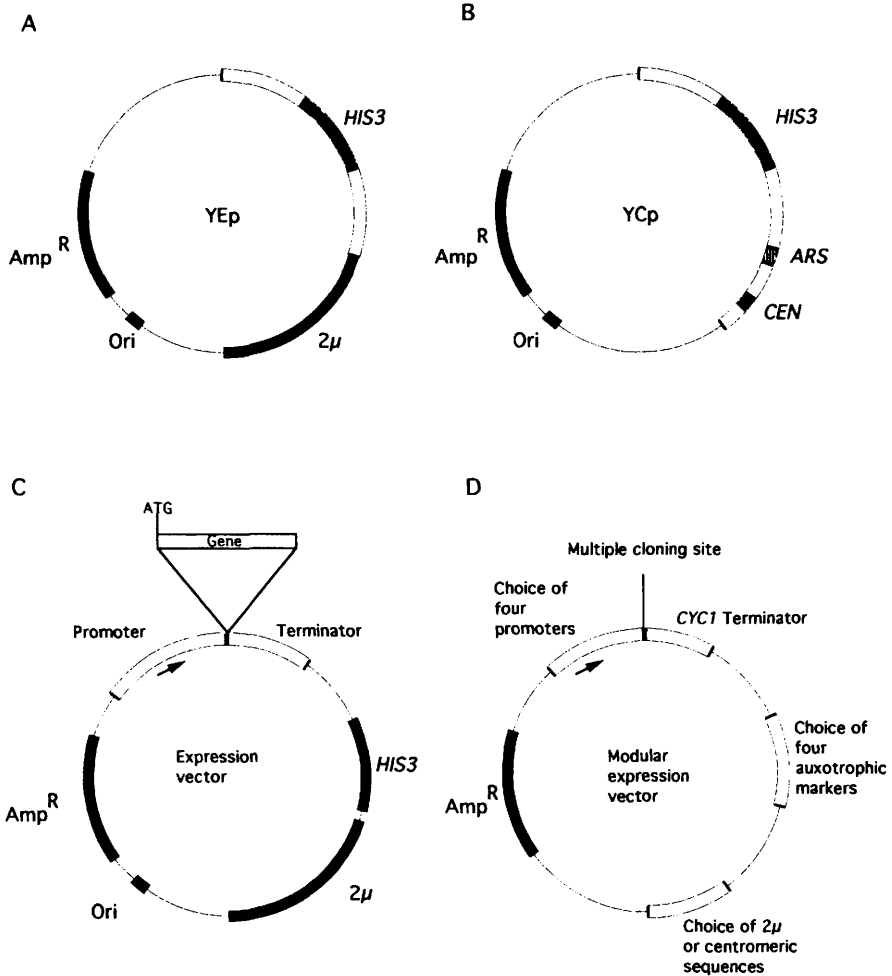 A
HIS3
YEp
Amp R
Ori
2µ
B
HIS3
YCp
Amp R
ARS
CEN
Ori
C
ATG
Gene
Promoter
Terminator
Expression
vector
HIS3
Amp R
Ori
2µ
D
Multiple cloning site
Choice of
four
promoters
CYC1 Terminator
Modular
expression
vector
Choice of
four
auxotrophic
markers
Amp R
Choice of 2µ
or centromeric
sequences